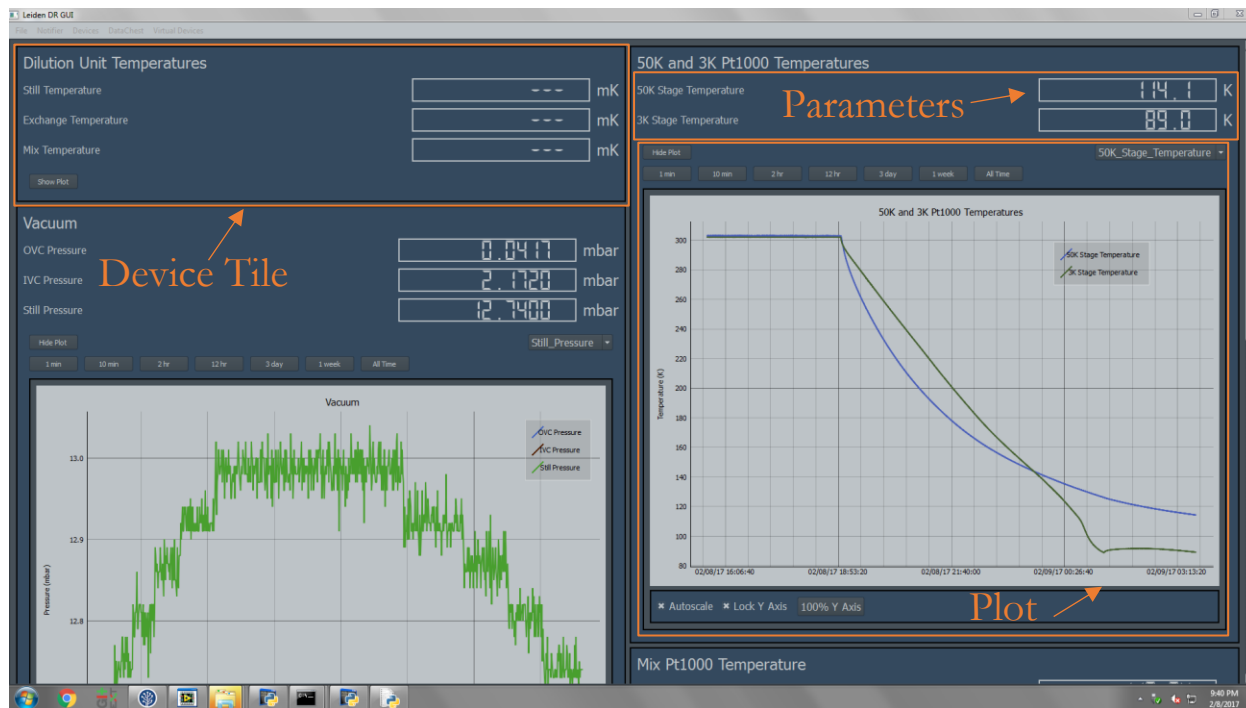 Leiden DR GUI
File Notifier Devices DataChest Virtual Devices
Dilution Unit Temperatures
Still Temperature --- mK
Exchange Temperature --- mK
Mix Temperature --- mK
Show Plot
Device Tile
Vacuum
OVC Pressure 0.0417 mbar
IVC Pressure 2.1720 mbar
Still Pressure 12.7400 mbar
Hide Plot Still_Pressure
1 min 10 min 2 hr 12 hr 3 day 1 week All Time
Vacuum
OVC Pressure
IVC Pressure
Still Pressure
13.0
12.9
12.8
Pressure (mbar)
50K and 3K Pt1000 Temperatures
50K Stage Temperature 114.1 K
3K Stage Temperature 89.0 K
Parameters
Hide Plot 50K_Stage_Temperature
1 min 10 min 2 hr 12 hr 3 day 1 week All Time
50K and 3K Pt1000 Temperatures
50K Stage Temperature
3K Stage Temperature
300
280
260
240
220
200
180
160
140
120
100
80
Temperature (K)
02/08/17 16:06:40 02/08/17 18:53:20 02/08/17 21:40:00 02/09/17 00:26:40 02/09/17 03:13:20
Autoscale Lock Y Axis 100% Y Axis
Plot
Mix Pt1000 Temperature
9:40 PM
2/8/2017